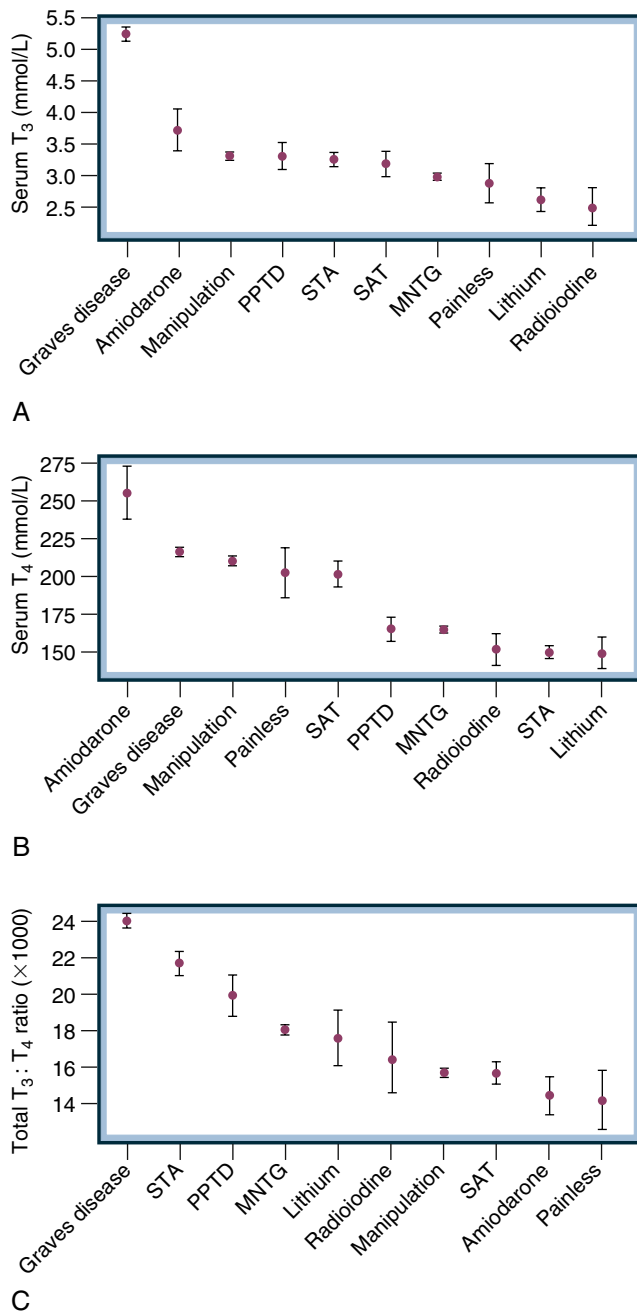 Serum T3 (mmol/L)
5.5
5.0
4.5
4.0
3.5
3.0
2.5
Graves disease
Amiodarone
Manipulation
PPTD
STA
SAT
MNTG
Painless
Lithium
Radioiodine
A
Serum T4 (mmol/L)
275
250
225
200
175
150
Amiodarone
Graves disease
Manipulation
Painless
SAT
PPTD
MNTG
Radioiodine
STA
Lithium
B
Total T3 : T4 ratio (×1000)
24
22
20
18
16
14
Graves disease
STA
PPTD
MNTG
Lithium
Radioiodine
Manipulation
SAT
Amiodarone
Painless
C